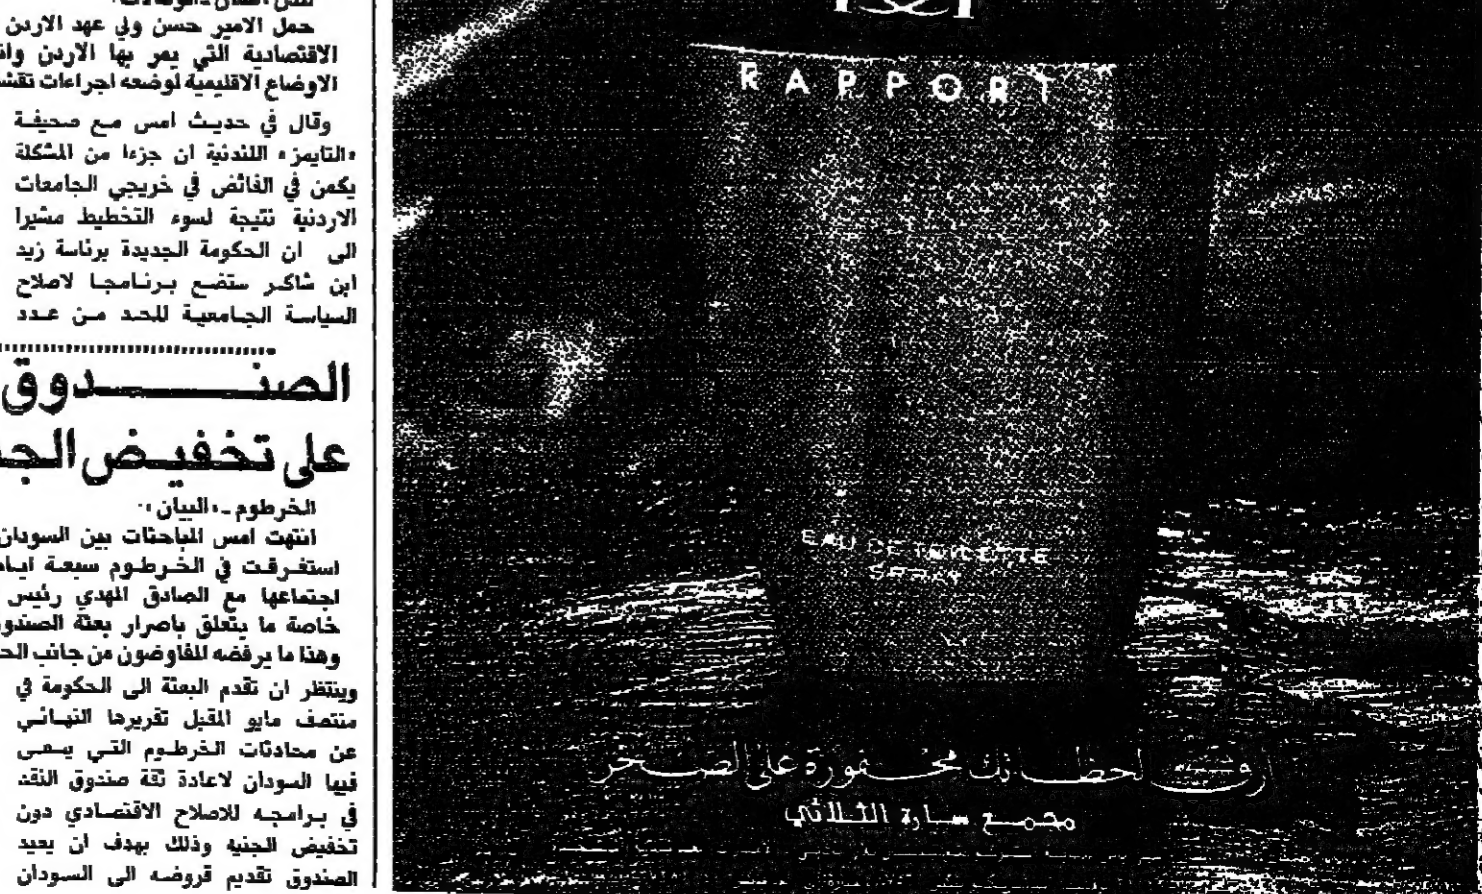 حمل الامير حسن ولي عهد الاردن
الاقتصادية التي يمر بها الاردن
الاوضاع الاقليمية لوضعه اجراءات
وقال في حديث امس مع صحيفة
«التايمز» اللندنية ان جزءا من المشكلة
يكمن في الفائض في خريجي الجامعات
الاردنية نتيجة لسوء التخطيط مشيرا
الى ان الحكومة الجديدة برئاسة زيد
ابن شاكر ستضع برنامجا لاصلاح
السياسة الجامعية للحد من عدد
الصندوق
على تخفيض
الخرطوم ـ «البيان»:
انتهت امس المباحثات بين السودان
استغرقت في الخرطوم سبعة
اجتماعها مع الصادق المهدي رئيس
خاصة ما يتعلق باصرار بعثة
وهذا ما يرفضه المفاوضون من جانب
وينتظر ان تقدم البعثة الى الحكومة في
منتصف مايو المقبل تقريرها النهائي
عن محادثات الخرطوم التي يسعى
فيها السودان لاعادة ثقة صندوق النقد
في برامجه للاصلاح الاقتصادي دون
تخفيض الجنيه وذلك بهدف ان يعيد
الصندوق تقديم قروضه الى السودان
RAPPORT
EAU DE TOILETTE
SPRAY
لحظاتك محفورة على الصخر
مجمع سارة الثلاثي